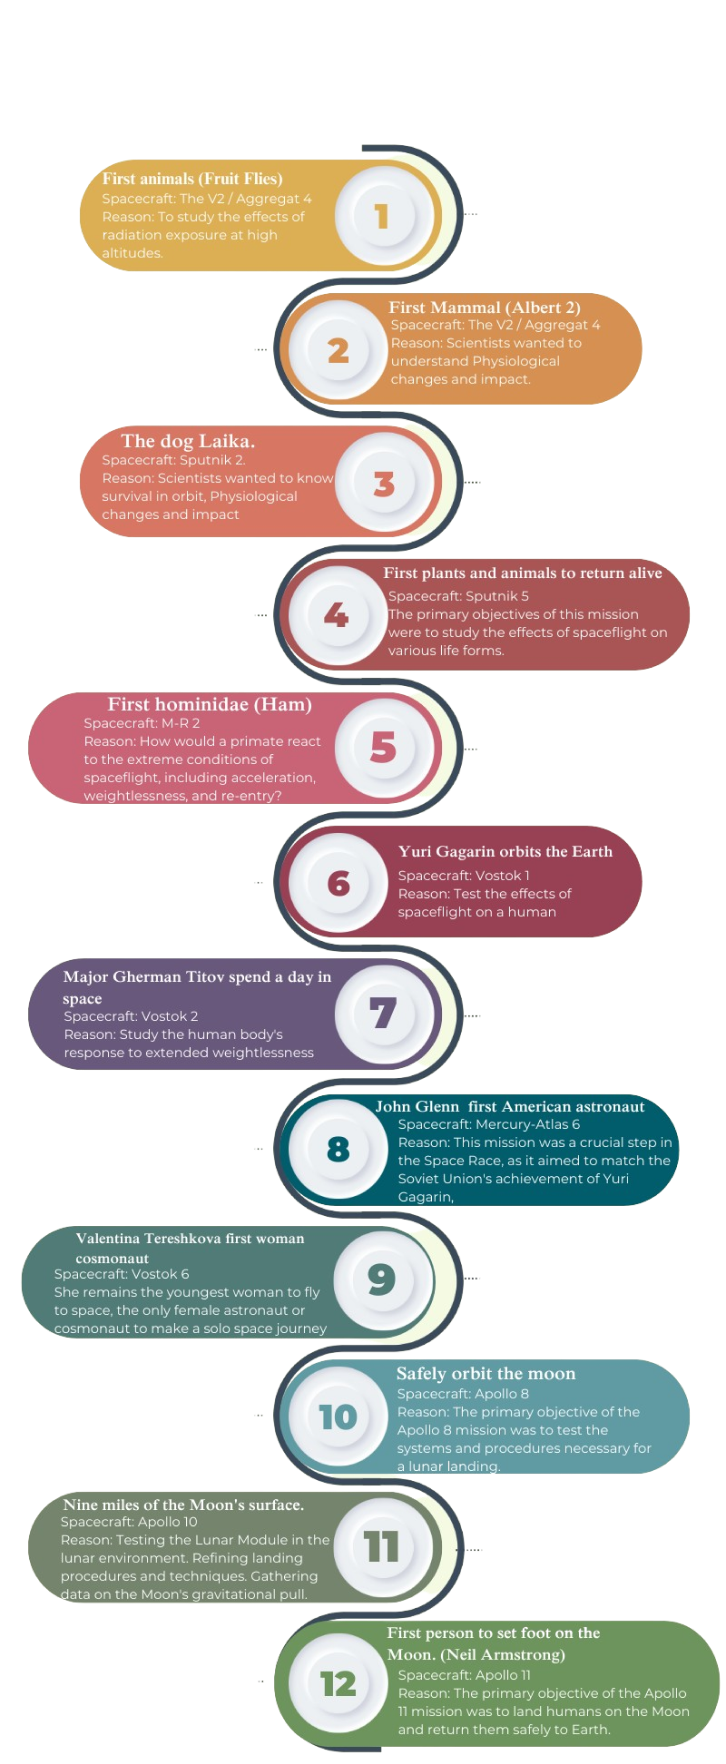 First animals (Fruit Flies)
Spacecraft: The V2 / Aggregat 4
Reason: To study the effects of
radiation exposure at high
altitudes.
1
First Mammal (Albert 2)
Spacecraft: The V2 / Aggregat 4
Reason: Scientists wanted to
understand Physiological
changes and impact.
2
The dog Laika.
Spacecraft: Sputnik 2.
Reason: Scientists wanted to know
survival in orbit, Physiological
changes and impact
3
First plants and animals to return alive
Spacecraft: Sputnik 5
The primary objectives of this mission
were to study the effects of spaceflight on
various life forms.
4
First hominidae (Ham)
Spacecraft: M-R 2
Reason: How would a primate react
to the extreme conditions of
spaceflight, including acceleration,
weightlessness, and re-entry?
5
Yuri Gagarin orbits the Earth
Spacecraft: Vostok 1
Reason: Test the effects of
spaceflight on a human
6
Major Gherman Titov spend a day in
space
Spacecraft: Vostok 2
Reason: Study the human body's
response to extended weightlessness
7
John Glenn first American astronaut
Spacecraft: Mercury-Atlas 6
Reason: This mission was a crucial step in
the Space Race, as it aimed to match the
Soviet Union's achievement of Yuri
Gagarin,
8
Valentina Tereshkova first woman
cosmonaut
Spacecraft: Vostok 6
She remains the youngest woman to fly
to space, the only female astronaut or
cosmonaut to make a solo space journey
9
Safely orbit the moon
Spacecraft: Apollo 8
Reason: The primary objective of the
Apollo 8 mission was to test the
systems and procedures necessary for
a lunar landing.
10
Nine miles of the Moon's surface.
Spacecraft: Apollo 10
Reason: Testing the Lunar Module in the
lunar environment. Refining landing
procedures and techniques. Gathering
data on the Moon's gravitational pull.
11
First person to set foot on the
Moon. (Neil Armstrong)
Spacecraft: Apollo 11
Reason: The primary objective of the Apollo
11 mission was to land humans on the Moon
and return them safely to Earth.
12